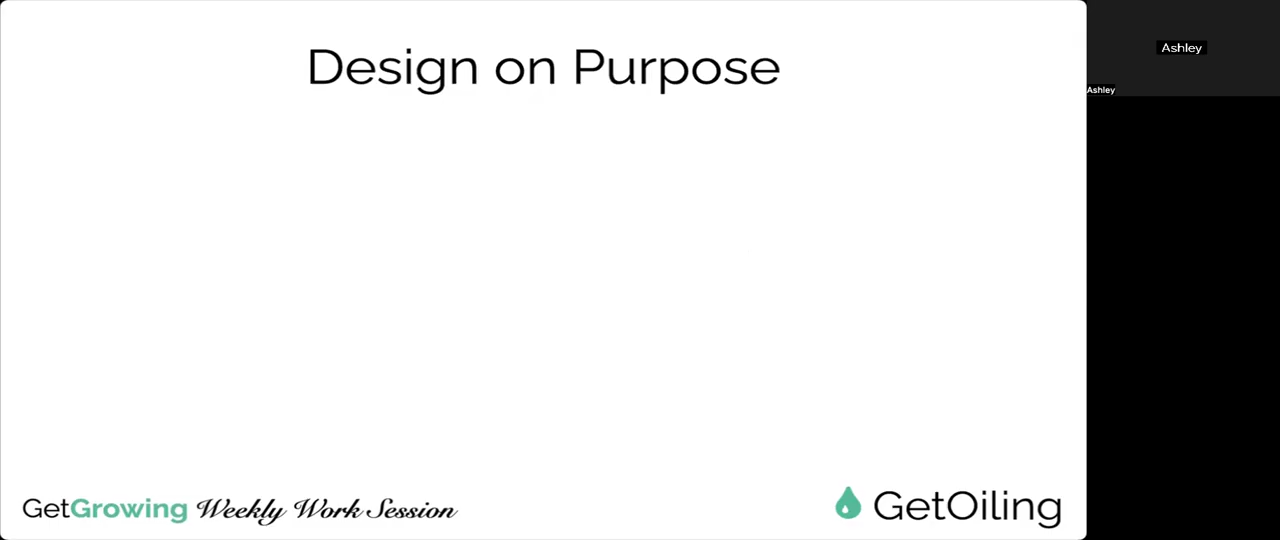 Design on Purpose
Ashley
Ashley
GetGrowing Weekly Work Session
GetOiling